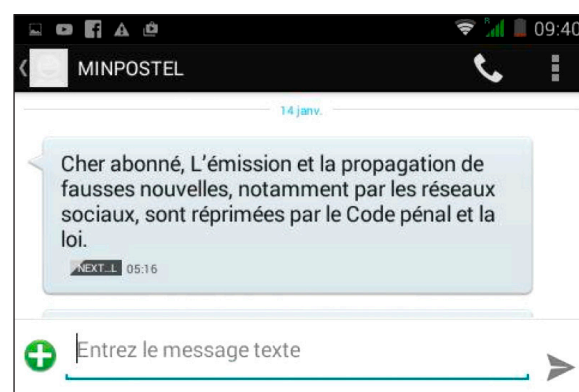 R
09:40
MINPOSTEL
14 janv.
Cher abonné, L'émission et la propagation de
fausses nouvelles, notamment par les réseaux
sociaux, sont réprimées par le Code pénal et la
loi.
NEXT...L 05:16
Entrez le message texte